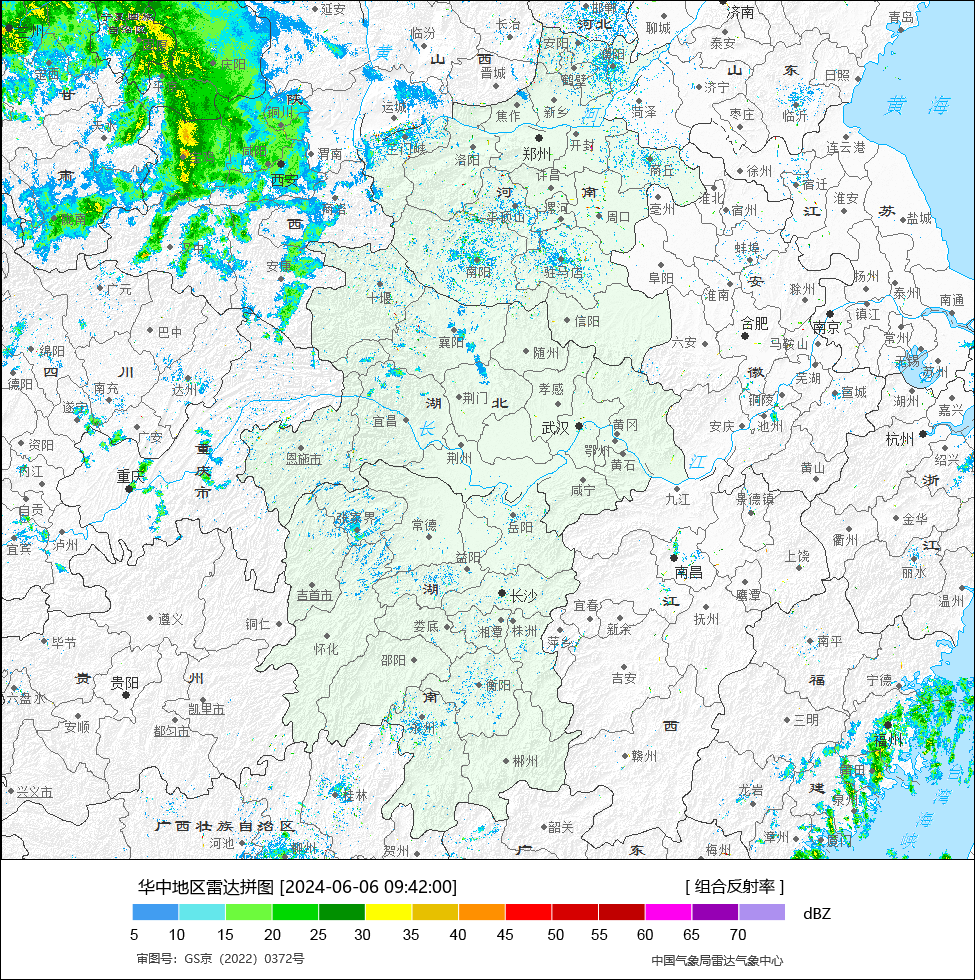 延安
邯郸
河北
聊城
济南
青岛
临汾
长治
安阳
泰安
山 西
庆阳
晋城
鹤壁
山 东
日照
甘
陕
济宁
黄 海
铜川
运城
焦作
新乡
菏泽
枣庄
临沂
渭南
洛阳
郑州
开封
连云港
肃
西安
许昌
商丘
徐州
宿迁
河 南
淮北
宿州
淮安
陇南
商洛
平顶山
漯河
周口
亳州
江 苏
盐城
西
汉中
安康
南阳
驻马店
阜阳
蚌埠
安
扬州
泰州
南通
广元
十堰
淮南
滁州
镇江
巴中
襄阳
信阳
合肥
南京
常州
绵阳
随州
六安
马鞍山
无锡
苏州
四 川
德阳
南充
达州
孝感
徽
芜湖
宣城
湖州
遂宁
荆门
湖 北
铜陵
嘉兴
宜昌
长
武汉
黄冈
安庆
池州
杭州
广安
资阳
重庆市
恩施市
荆州
鄂州
黄石
江
绍兴
内江
重庆
咸宁
九江
黄山
浙
自贡
张家界
常德
岳阳
景德镇
金华
衢州
宜宾
泸州
益阳
南昌
上饶
江
丽水
吉首市
湖
长沙
鹰潭
温州
遵义
铜仁
娄底
湘潭
株洲
宜春
新余
江
抚州
毕节
怀化
邵阳
萍乡
南平
贵 州
贵阳
南
衡阳
吉安
福
宁德
六盘水
凯里市
安顺
都匀市
西
三明
福州
郴州
赣州
兴义市
桂林
龙岩
建
莆田
泉州
台
湾
海
峡
广西壮族自治区
河池
柳州
贺州
韶关
广 东
梅州
漳州
厦门
华中地区雷达拼图 [2024-06-06 09:42:00]
[ 组合反射率 ]
dBZ
5 10 15 20 25 30 35 40 45 50 55 60 65 70
审图号：GS京（2022）0372号
中国气象局雷达气象中心